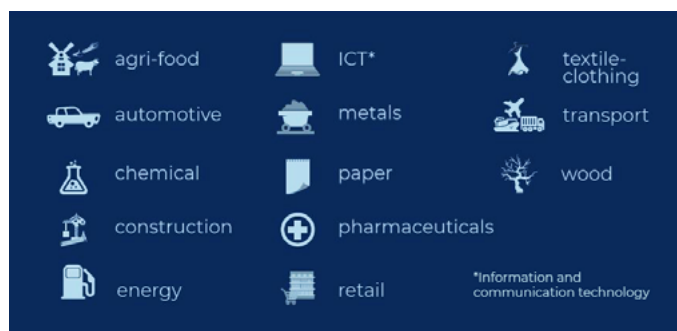 agri-food
automotive
chemical
construction
energy
ICT*
metals
paper
pharmaceuticals
retail
textile-
clothing
transport
wood
*Information and
communication technology